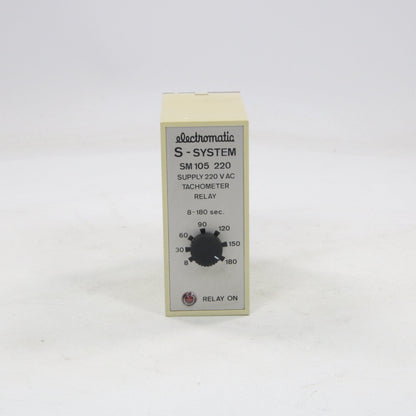 electromatic
S-SYSTEM
SM 105 220
SUPPLY 220 V AC
TACHOMETER
RELAY
8-180 sec.
90
60 120
30 150
8 180
RELAY ON